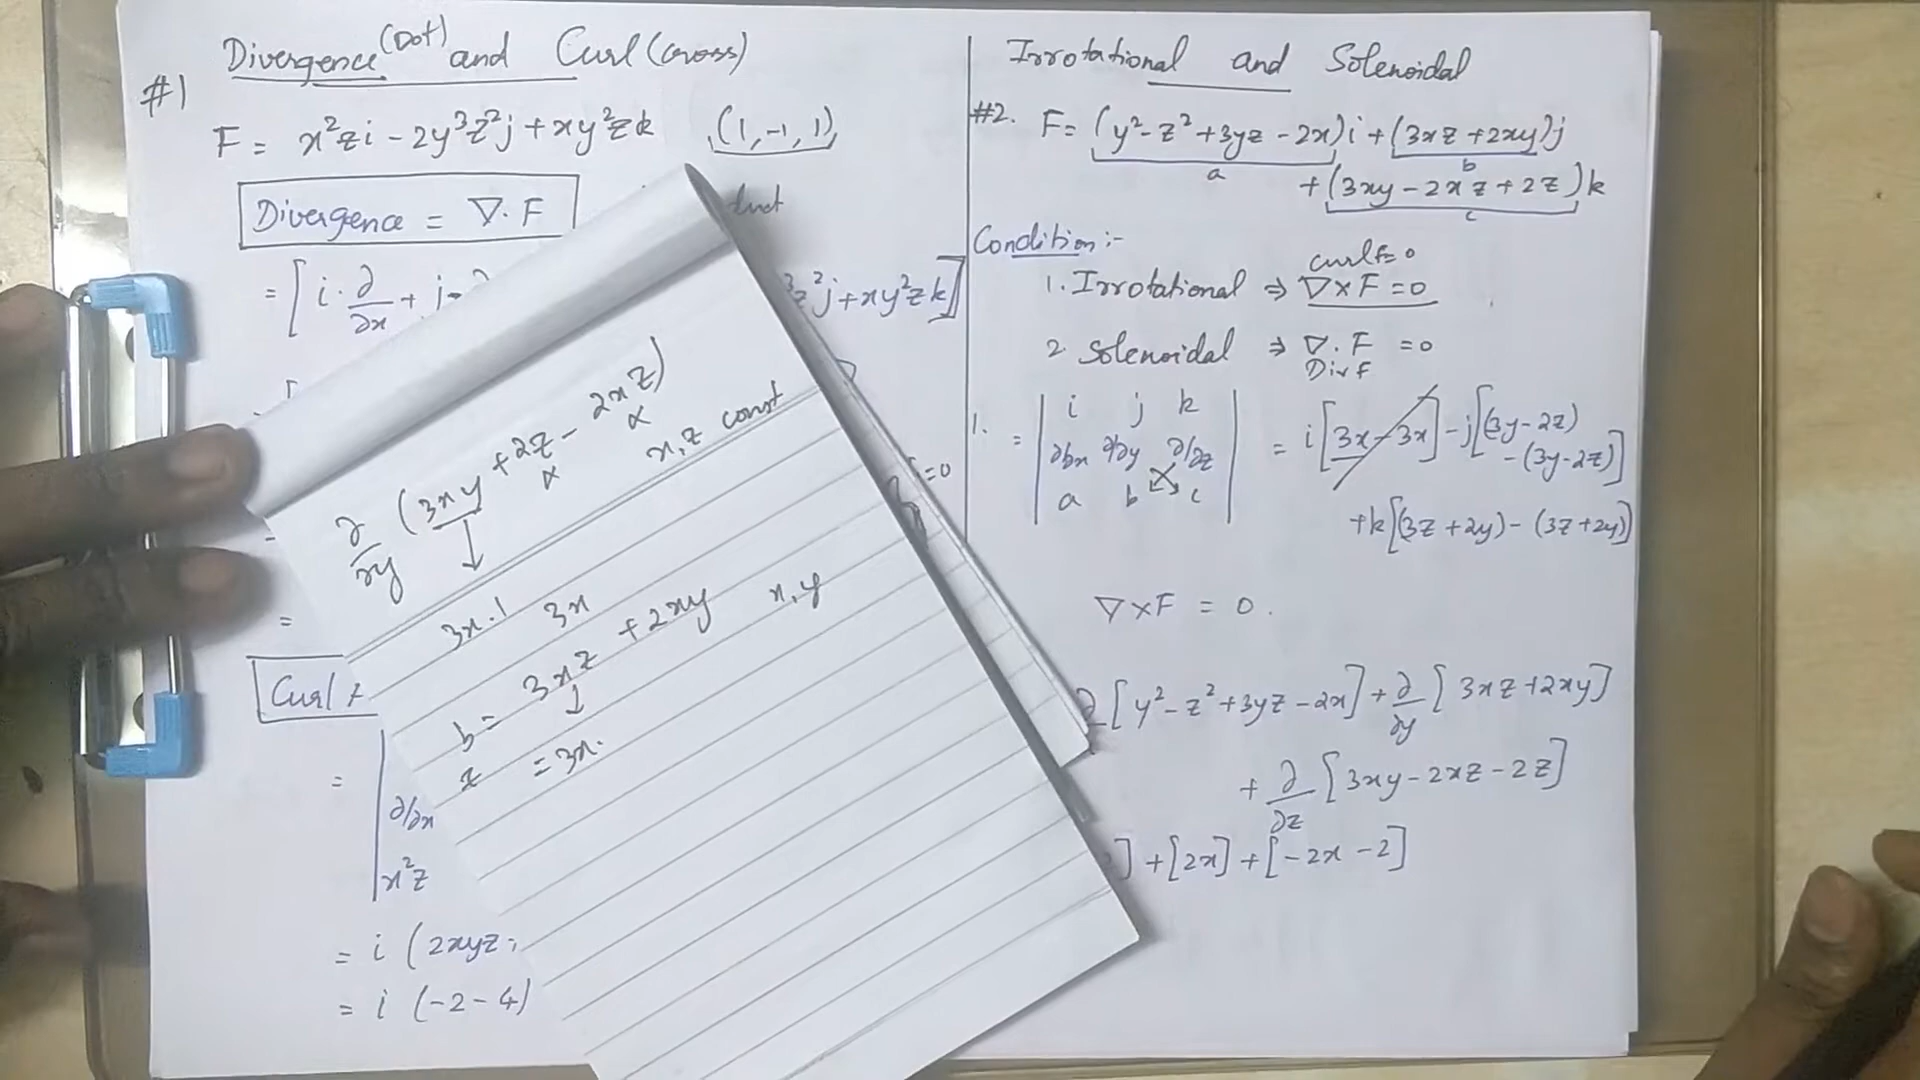 Divergence (Dot) and Curl (cross)
#1
F = x²zi - 2y³z²j + xy²zk (1, -1, 1)
Divergence = ∇. F
= [ i. ∂/∂x + j
z²j + xy²zk]
=0
=
Curl
=
∂/∂x
x²z
= i (2xyz
= i (-2 - 4)
∂/∂y (3xy + 2z - 2xz)
x, z const
3x.1 3x
b = 3xz + 2xy x, y
z = 3x.
Irrotational and Solenoidal
#2. F = (y² - z² + 3yz - 2x)i + (3xz + 2xy)j
a b
+ (3xy - 2xz + 2z)k
c
Condition :-
curl F = 0
1. Irrotational ⇒ ∇×F = 0
2. Solenoidal ⇒ ∇. F = 0
Div F
1. = | i j k | = i [3x - 3x] - j [(3y - 2z)
∂/∂x ∂/∂y ∂/∂z - (3y - 2z)]
a b c
+k [(3z + 2y) - (3z + 2y)]
∇×F = 0.
[y² - z² + 3yz - 2x] + ∂/∂y [3xz + 2xy]
+ ∂/∂z [3xy - 2xz - 2z]
] + [2x] + [-2x - 2]